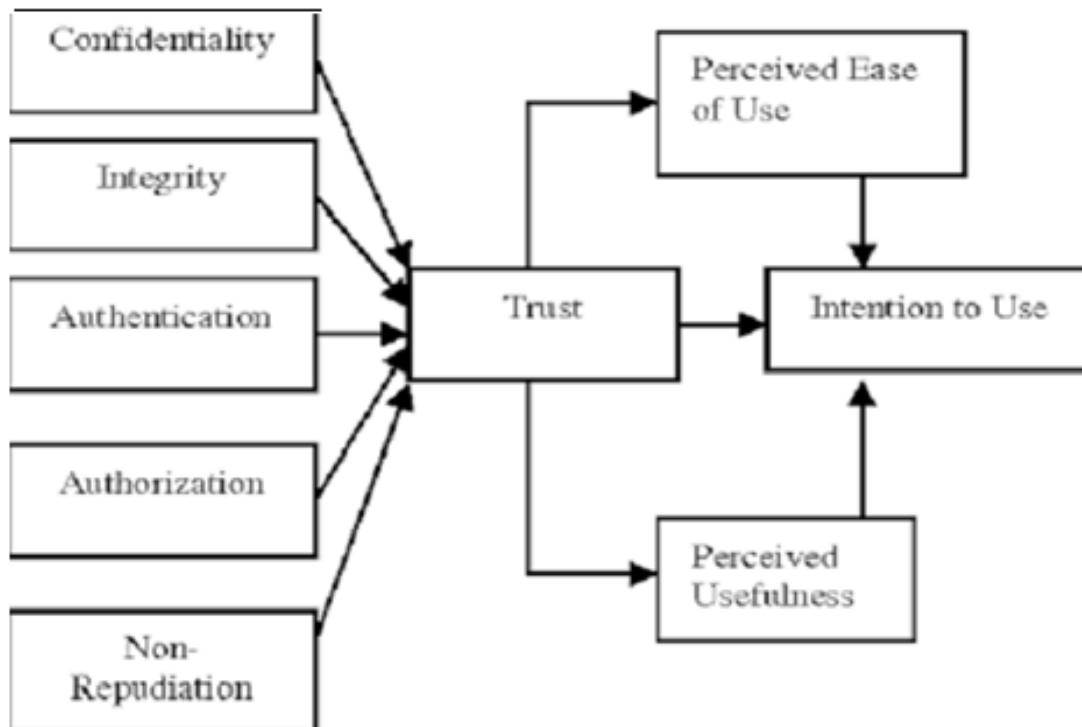 Confidentiality
Integrity
Authentication
Authorization
Non-
Repudiation
Trust
Perceived Ease
of Use
Intention to Use
Perceived
Usefulness